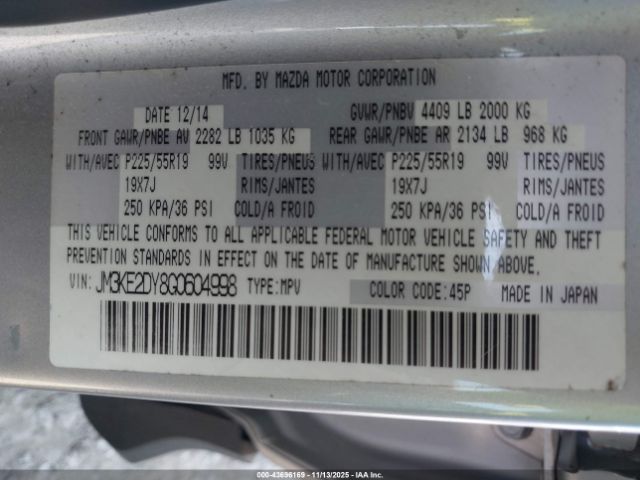 MFD. BY MAZDA MOTOR CORPORATION
DATE 12/14 GVWR/PNBV 4409 LB 2000 KG
FRONT GAWR/PNBE AV 2282 LB 1035 KG REAR GAWR/PNBE AR 2134 LB 968 KG
WITH/AVEC P225/55R19 99V TIRES/PNEUS WITH/AVEC P225/55R19 99V TIRES/PNEUS
19X7J RIMS/JANTES 19X7J RIMS/JANTES
250 KPA/36 PSI COLD/A FROID 250 KPA/36 PSI COLD/A FROID
THIS VEHICLE CONFORMS TO ALL APPLICABLE FEDERAL MOTOR VEHICLE SAFETY AND THEFT
PREVENTION STANDARDS IN EFFECT ON THE DATE OF MANUFACTURE SHOWN ABOVE.
VIN: JM3KE2DY8G0604998 TYPE:MPV COLOR CODE:45P MADE IN JAPAN
00-43696169 - 11/13/2025 - IAAI.CA